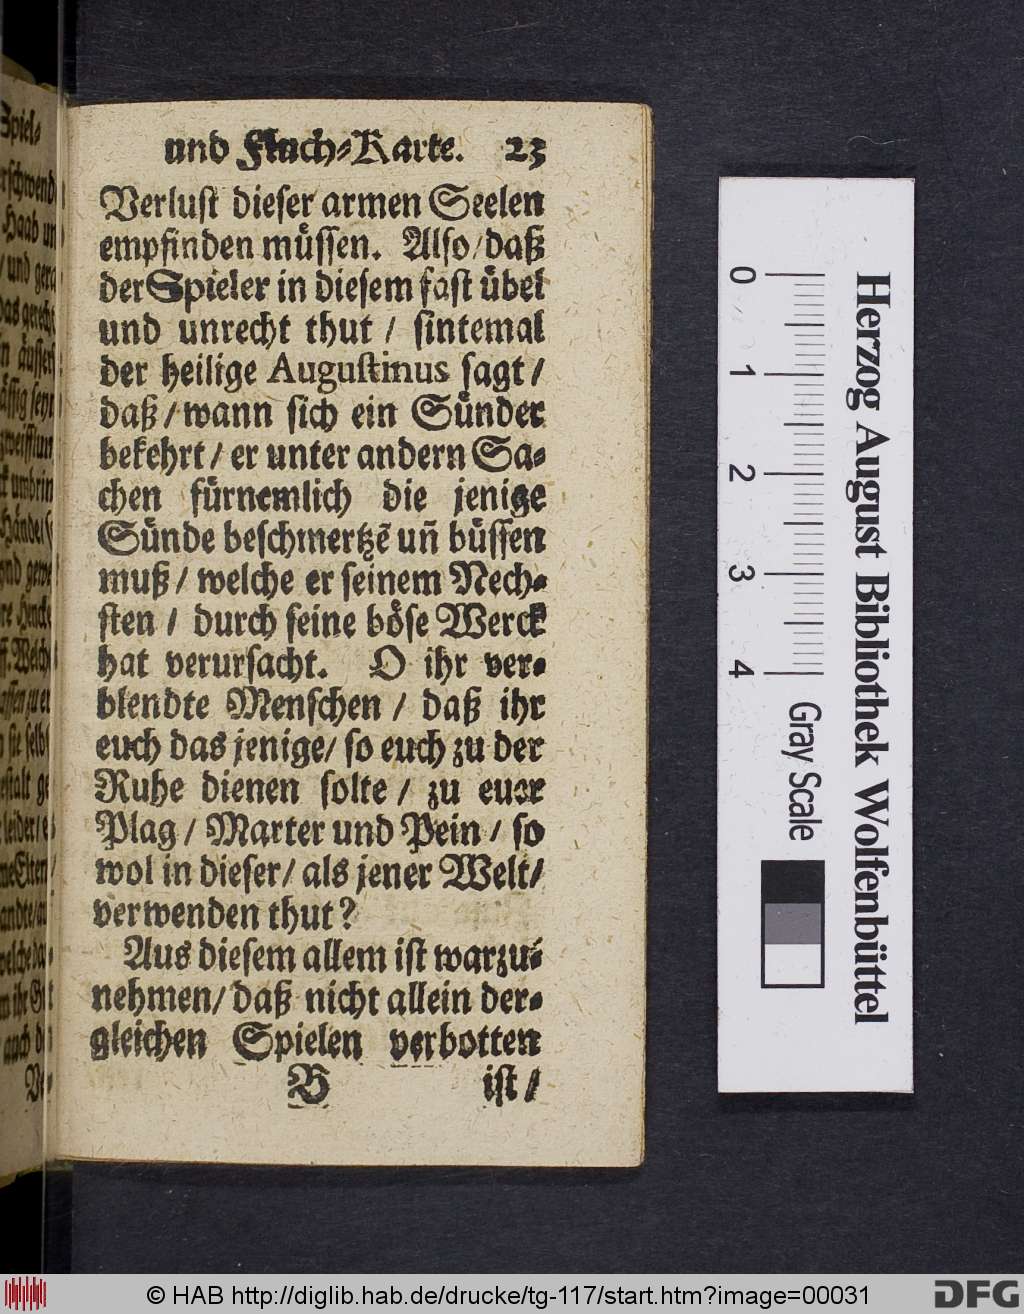 und Fluch-Karte. 23
Verlust dieser armen Seelen
empfinden müssen. Also/daß
der Spieler in diesem fast übel
und unrecht thut / sintemal
der heilige Augustinus sagt/
daß/wann sich ein Sünder
bekehrt/ er unter andern Sa-
chen fürnemlich die jenige
Sünde beschmertzẽ uñ büssen
muß/ welche er seinem Nech-
sten / durch seine böse Werck
hat verursacht. O ihr ver-
blendte Menschen / daß ihr
euch das jenige/ so euch zu der
Ruhe dienen solte / zu euer
Plag/ Marter und Pein / so
wol in dieser/ als jener Welt/
verwenden thut?
Aus diesem allem ist warzu-
nehmen/ daß nicht allein der-
gleichen Spielen verbotten
B ist/
0 1 2 3 4
Gray Scale
Herzog August Bibliothek Wolfenbüttel
© HAB http://diglib.hab.de/drucke/tg-117/start.htm?image=00031
DFG